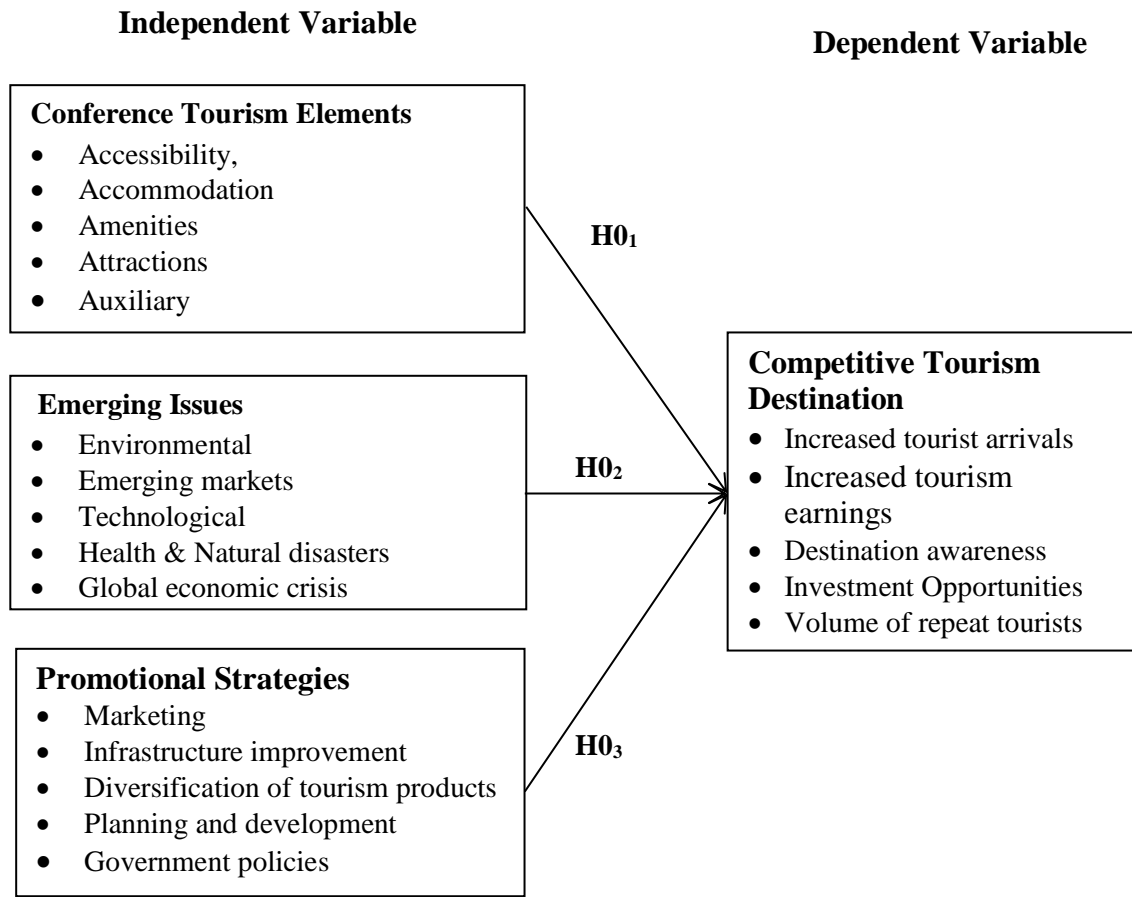 Independent Variable
Dependent Variable
Conference Tourism Elements
• Accessibility,
• Accommodation
• Amenities
• Attractions
• Auxiliary
H0₁
Emerging Issues
• Environmental
• Emerging markets
• Technological
• Health & Natural disasters
• Global economic crisis
H0₂
Promotional Strategies
• Marketing
• Infrastructure improvement
• Diversification of tourism products
• Planning and development
• Government policies
H0₃
Competitive Tourism
Destination
• Increased tourist arrivals
• Increased tourism
earnings
• Destination awareness
• Investment Opportunities
• Volume of repeat tourists